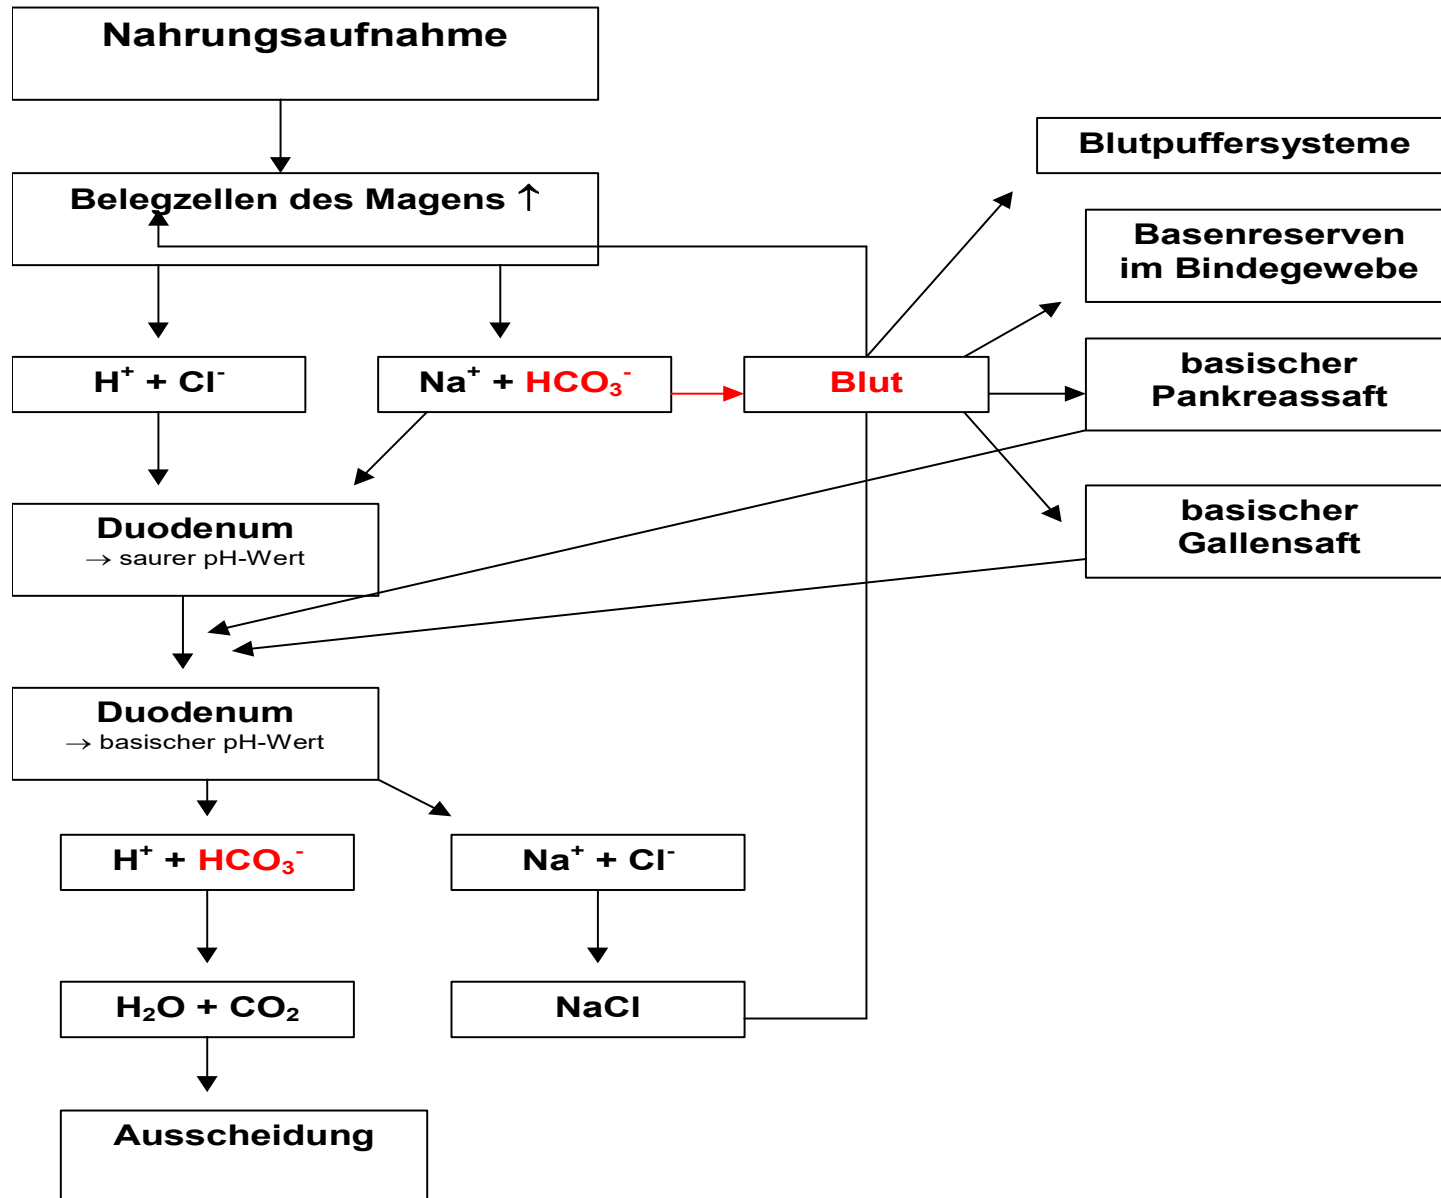 Nahrungsaufnahme
Blutpuffersysteme
Belegzellen des Magens ↑
Basenreserven
im Bindegewebe
H⁺ + Cl⁻
Na⁺ + HCO₃⁻
Blut
basischer
Pankreassaft
Duodenum
→ saurer pH-Wert
basischer
Gallensaft
Duodenum
→ basischer pH-Wert
H⁺ + HCO₃⁻
Na⁺ + Cl⁻
H₂O + CO₂
NaCl
Ausscheidung